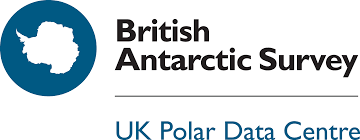 British
Antarctic Survey
UK Polar Data Centre